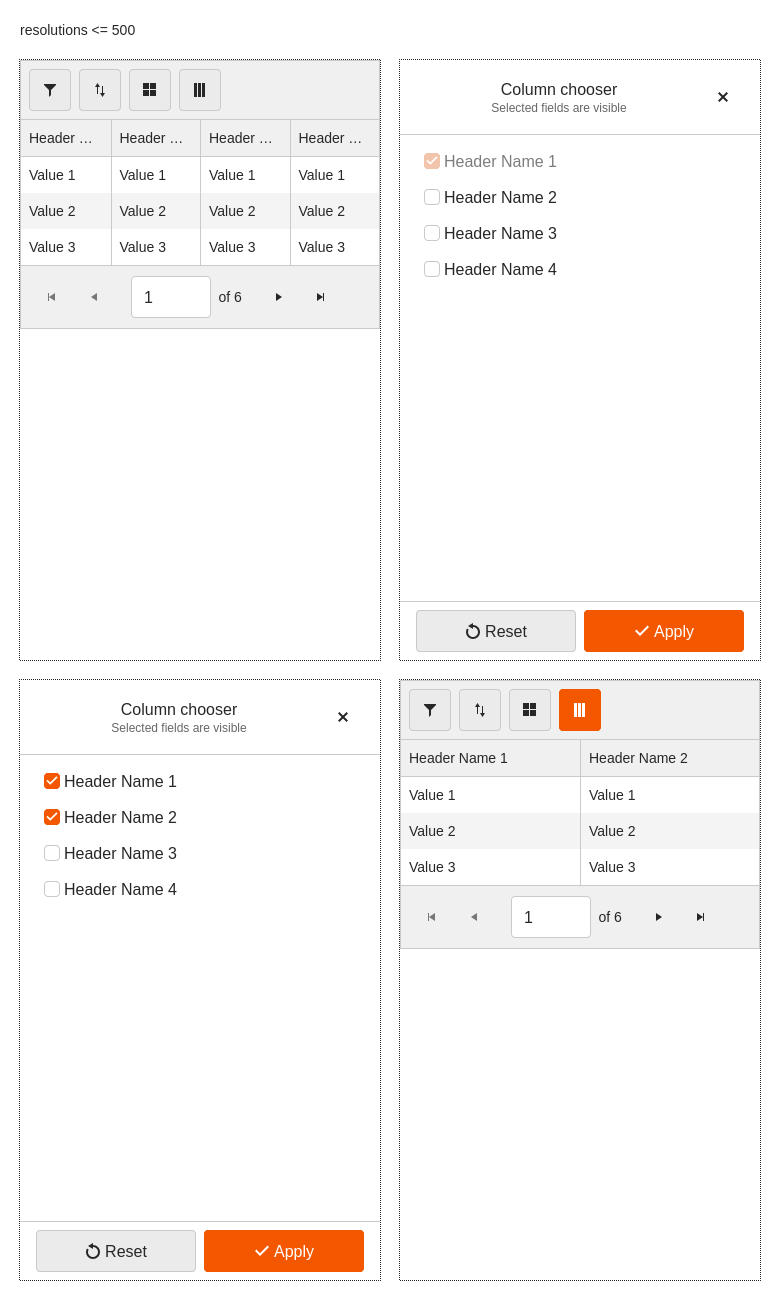 resolutions <= 500
Header ... Header ... Header ... Header ...
Value 1 Value 1 Value 1 Value 1
Value 2 Value 2 Value 2 Value 2
Value 3 Value 3 Value 3 Value 3
1 of 6
Column chooser
Selected fields are visible
Header Name 1
Header Name 2
Header Name 3
Header Name 4
Reset Apply
Column chooser
Selected fields are visible
Header Name 1
Header Name 2
Header Name 3
Header Name 4
Reset Apply
Header Name 1 Header Name 2
Value 1 Value 1
Value 2 Value 2
Value 3 Value 3
1 of 6